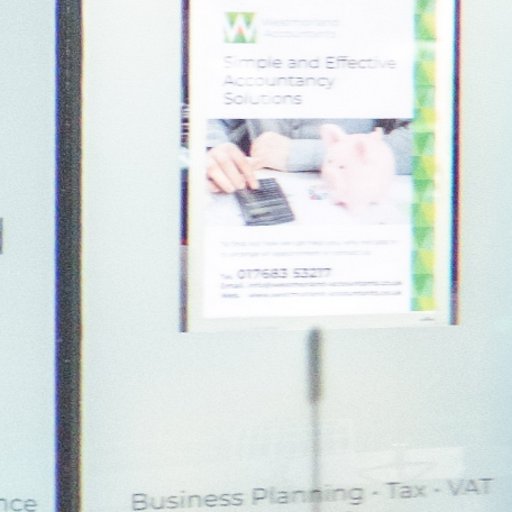 Westmorland
Accountants
Simple and Effective
Accountancy
Solutions
Tel. 017683 53217
Email. info@westmorland-accountants.co.uk
Web. www.westmorland-accountants.co.uk
nce
Business Planning - Tax - VAT